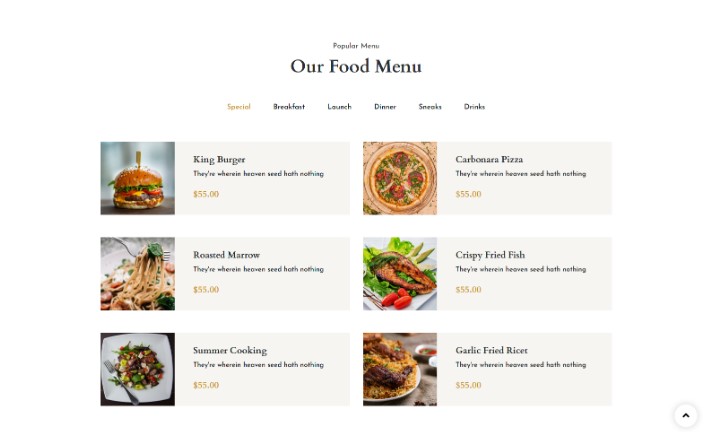 Popular Menu
Our Food Menu
Special Breakfast Launch Dinner Sneaks Drinks
King Burger
They're wherein heaven seed hath nothing
$55.00
Carbonara Pizza
They're wherein heaven seed hath nothing
$55.00
Roasted Marrow
They're wherein heaven seed hath nothing
$55.00
Crispy Fried Fish
They're wherein heaven seed hath nothing
$55.00
Summer Cooking
They're wherein heaven seed hath nothing
$55.00
Garlic Fried Ricet
They're wherein heaven seed hath nothing
$55.00